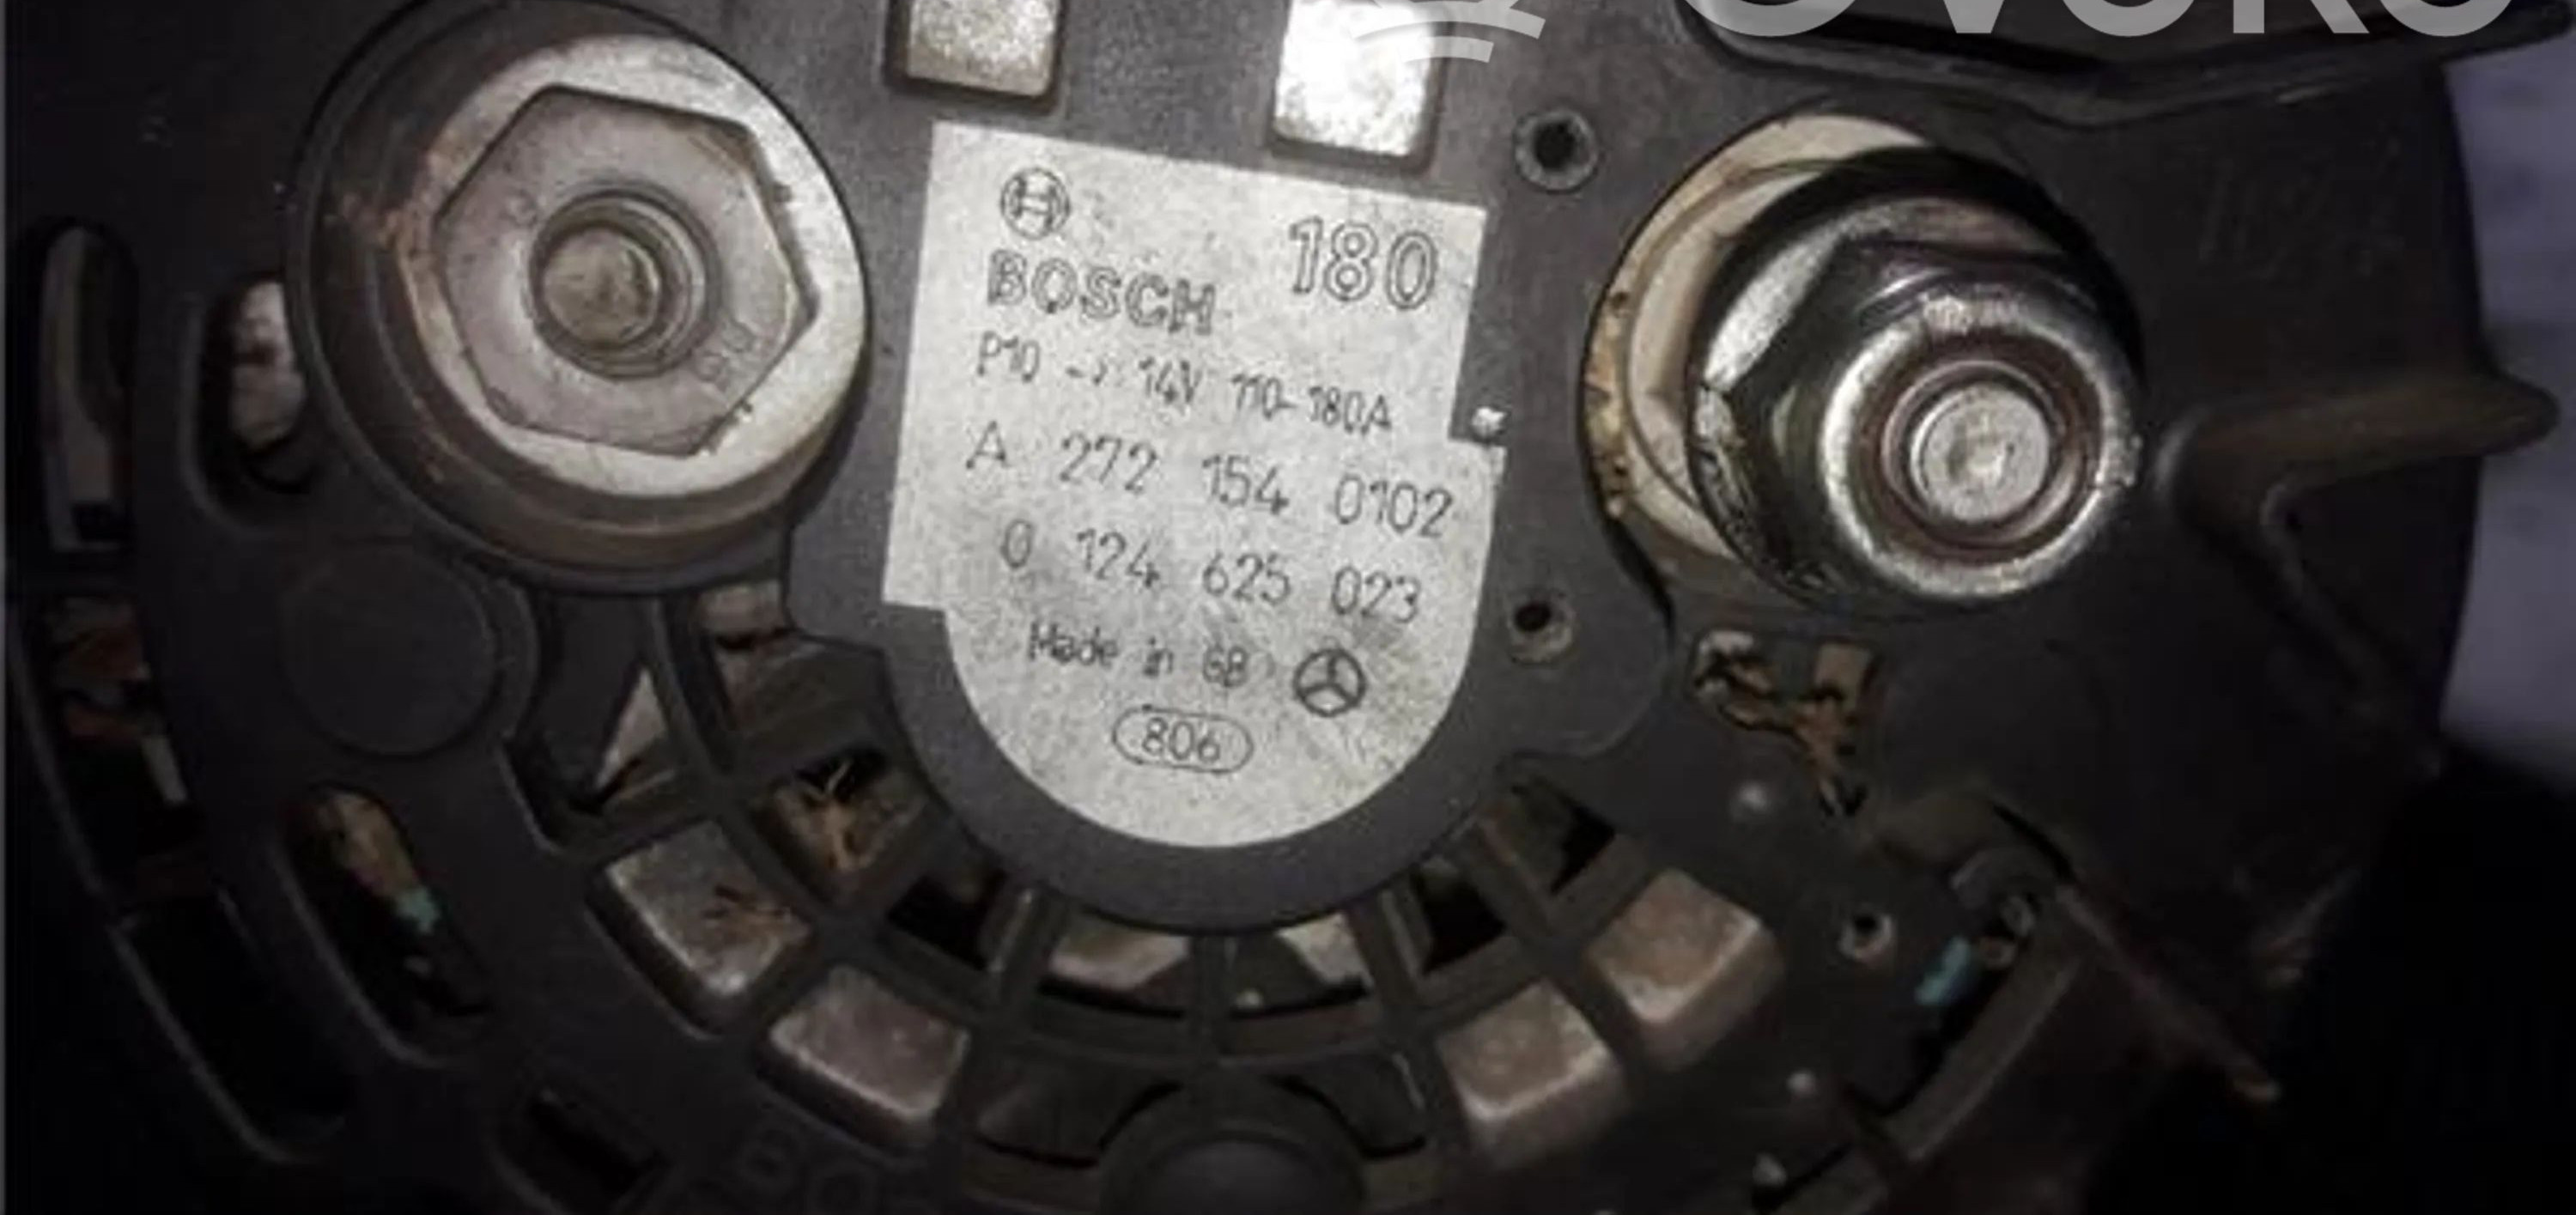 180
BOSCH
P10 -> 14V 110-180A
A 272 154 0102
0 124 625 023
Made in GB
806